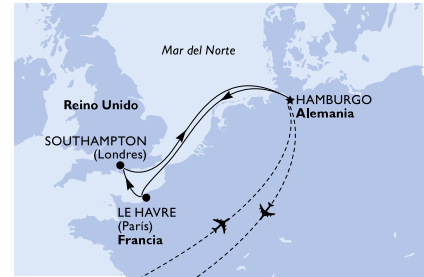 Mar del Norte
HAMBURGO
Alemania
Reino Unido
SOUTHAMPTON
(Londres)
LE HAVRE
(París)
Francia